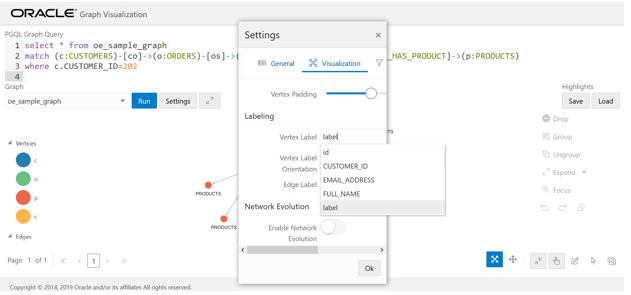 ORACLE® Graph Visualization
PGQL Graph Query
1 select * from oe_sample_graph
2 match (c:CUSTOMERS)-[co]->(o:ORDERS)-[os]->( _HAS_PRODUCT]->(p:PRODUCTS)
3 where c.CUSTOMER_ID=202
4
Graph
oe_sample_graph
Run
Settings
Highlights
Save
Load
Settings
×
General
Visualization
Vertex Padding
Labeling
Vertex Label
label
id
CUSTOMER_ID
EMAIL_ADDRESS
FULL_NAME
label
Vertex Label
Orientation
Edge Label
Network Evolution
Enable Network
Evolution
Ok
Vertices
c
o
p
s
Edges
PRODUCTS
PRODUCTS
TS
Drop
Group
Ungroup
Expand
Focus
Page 1 of 1
1
Copyright © 2014, 2019 Oracle and/or its affiliates All rights reserved.